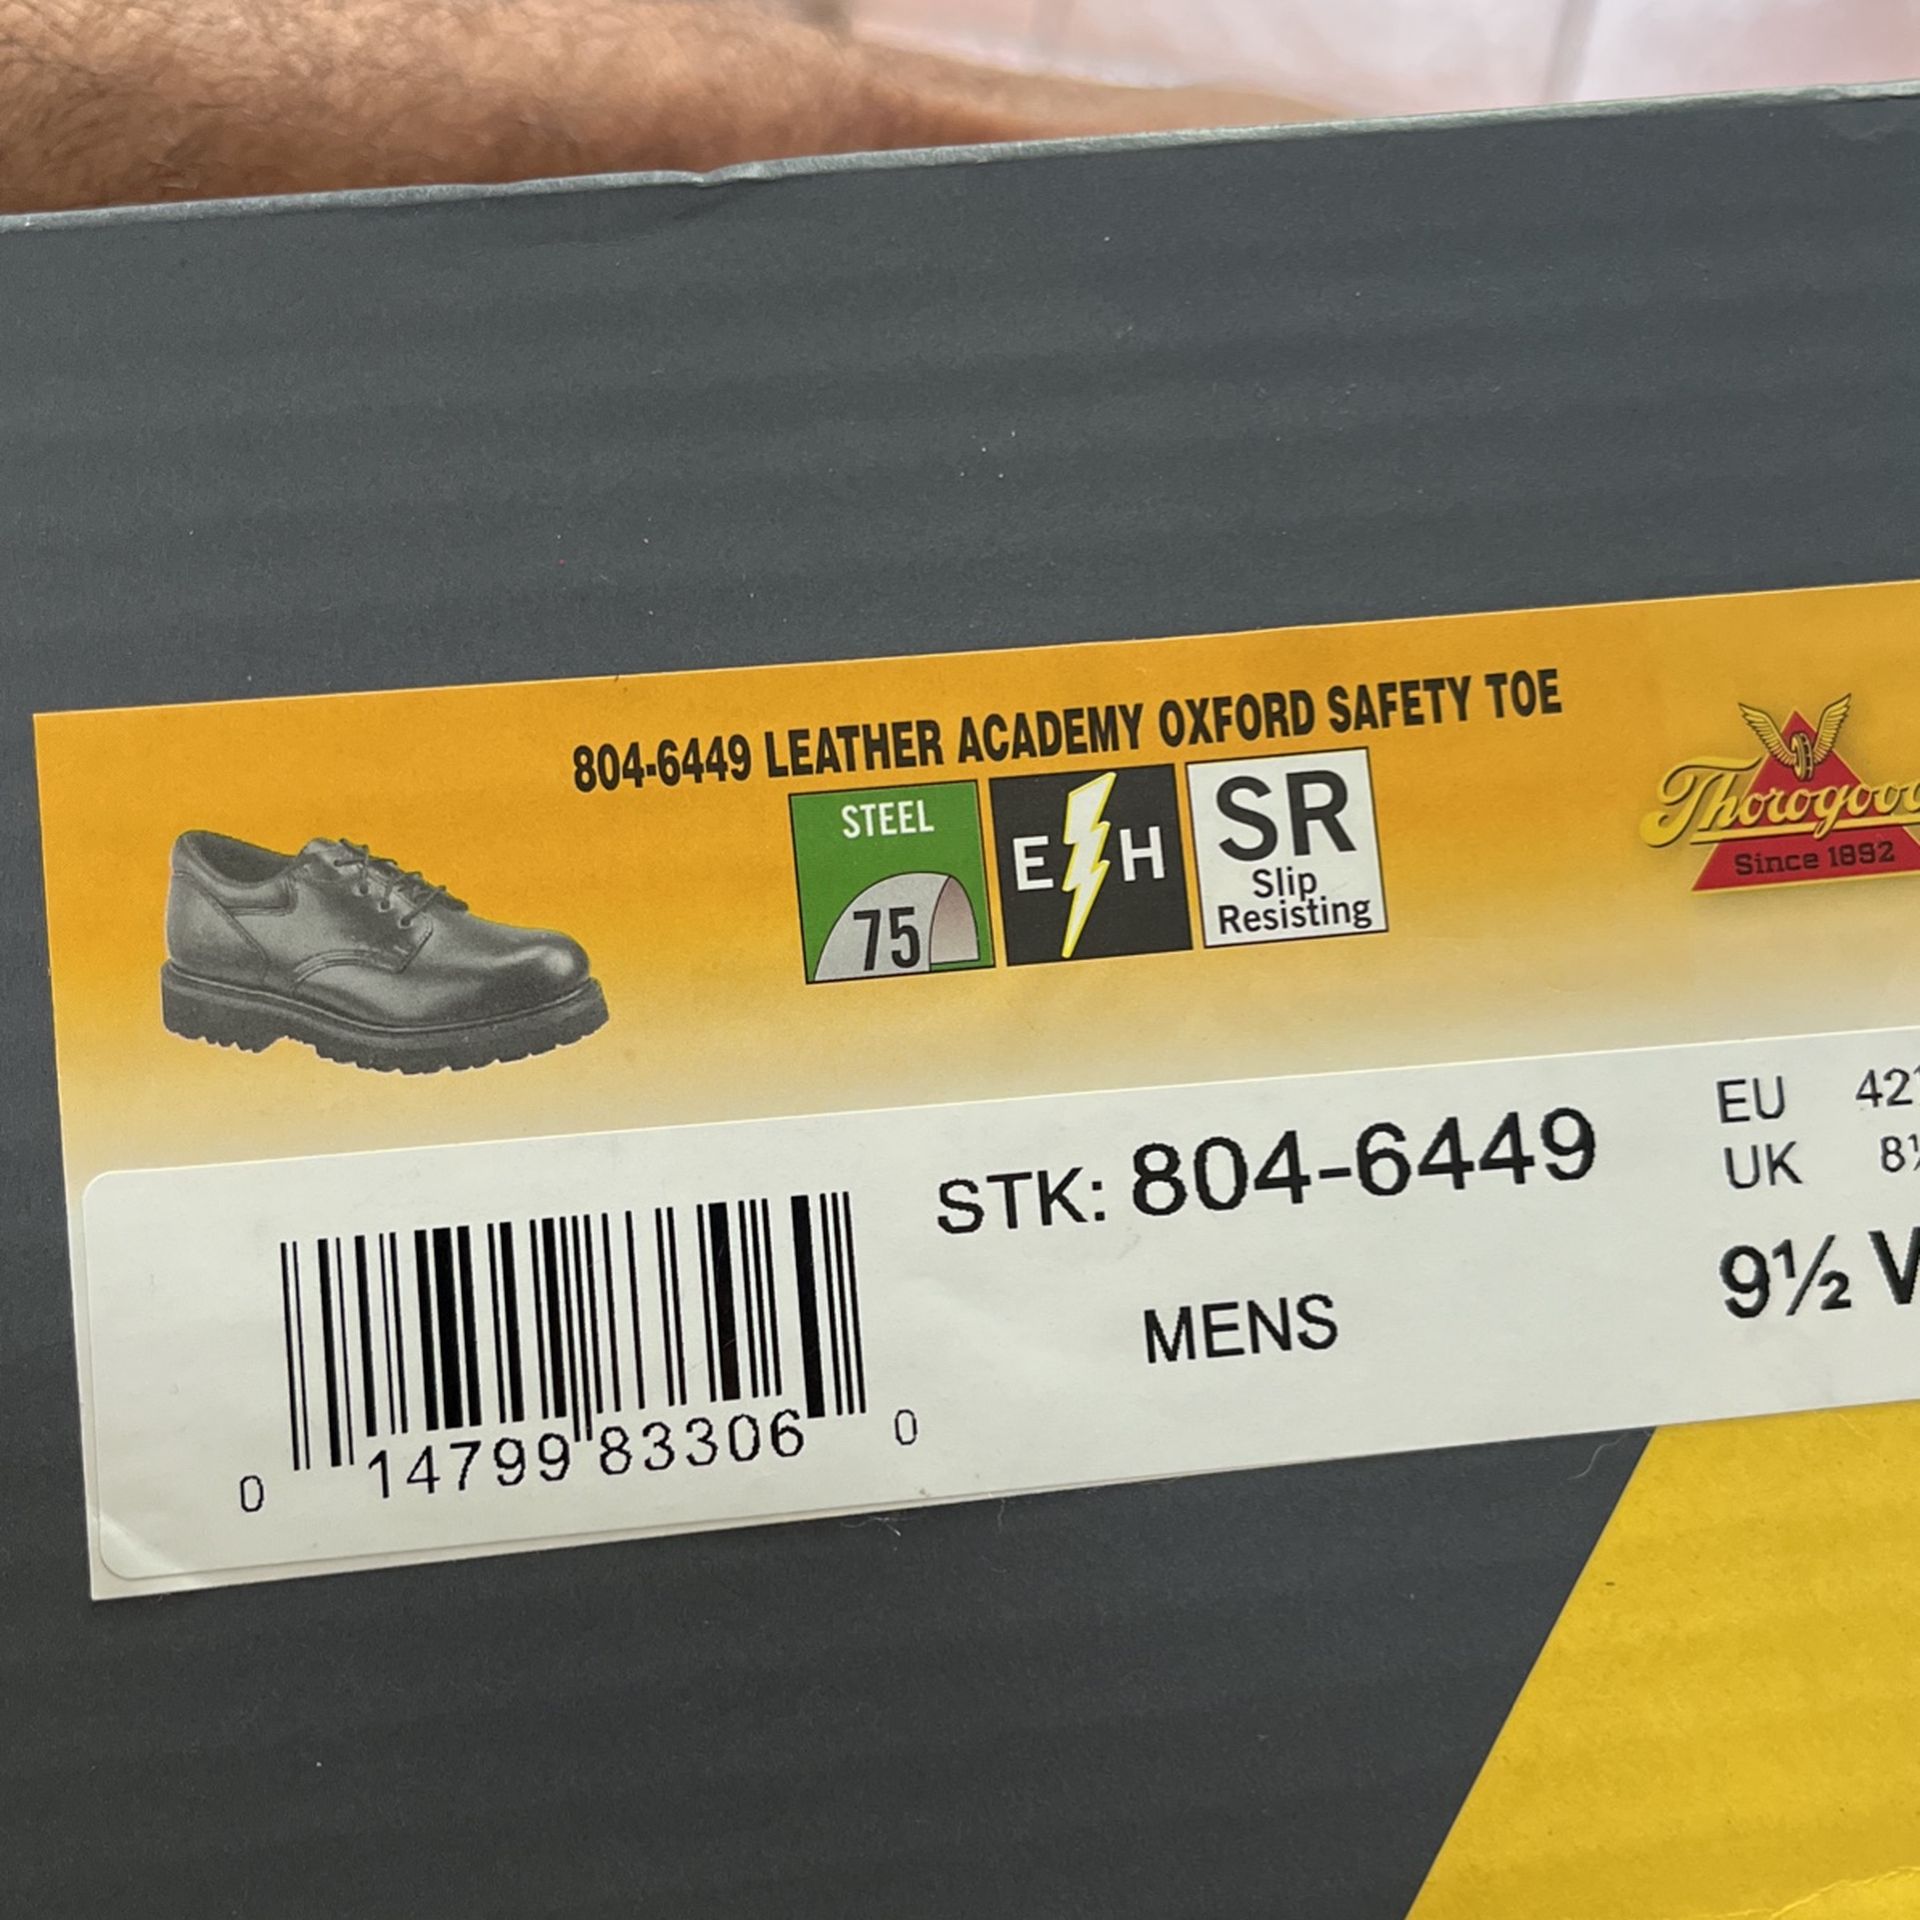 804-6449 LEATHER ACADEMY OXFORD SAFETY TOE
STEEL
75
EH
SR
Slip
Resisting
Since 1892
STK: 804-6449
MENS
EU
UK
9½
0 14799 83306 0